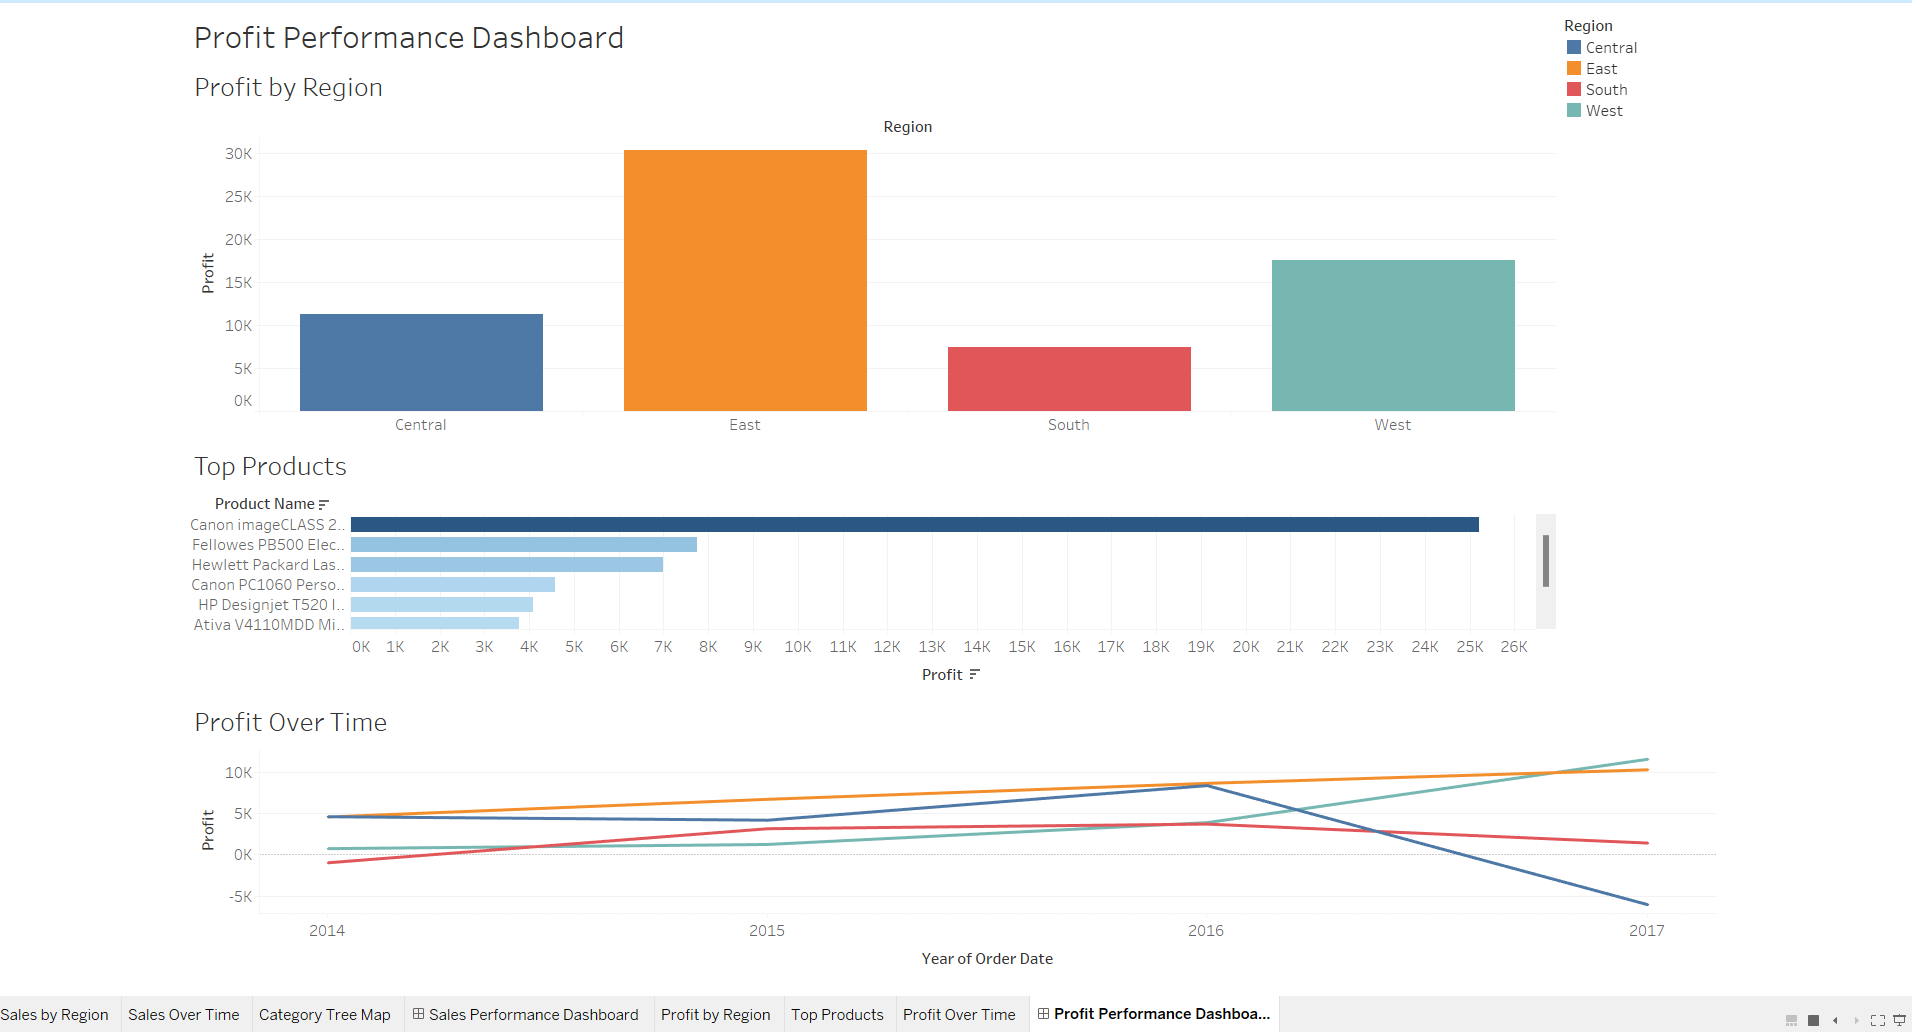 Profit Performance Dashboard
Region
Central
East
South
West
Profit by Region
Region
Profit
30K
25K
20K
15K
10K
5K
0K
Central East South West
Top Products
Product Name
Canon imageCLASS 2..
Fellowes PB500 Elec..
Hewlett Packard Las..
Canon PC1060 Perso..
HP Designjet T520 I..
Ativa V4110MDD Mi..
0K 1K 2K 3K 4K 5K 6K 7K 8K 9K 10K 11K 12K 13K 14K 15K 16K 17K 18K 19K 20K 21K 22K 23K 24K 25K 26K
Profit
Profit Over Time
Profit
10K
5K
0K
-5K
2014 2015 2016 2017
Year of Order Date
Sales by Region Sales Over Time Category Tree Map Sales Performance Dashboard Profit by Region Top Products Profit Over Time Profit Performance Dashboa...